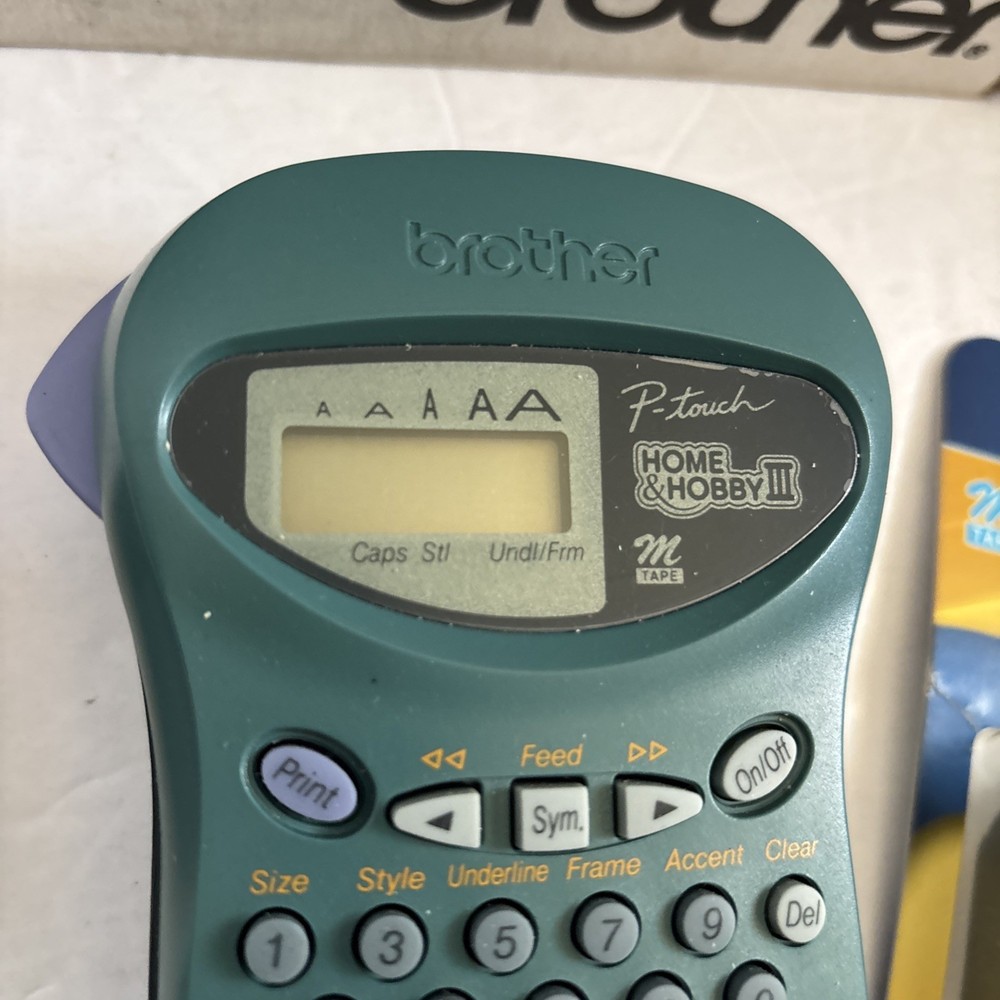 brother®
brother
A A A A A
P-touch
HOME
& HOBBY III
Caps Stl Undl/Frm
M
TAPE
Print
Feed
On/Off
Sym.
Size Style Underline Frame Accent Clear
1 3 5 7 9 Del